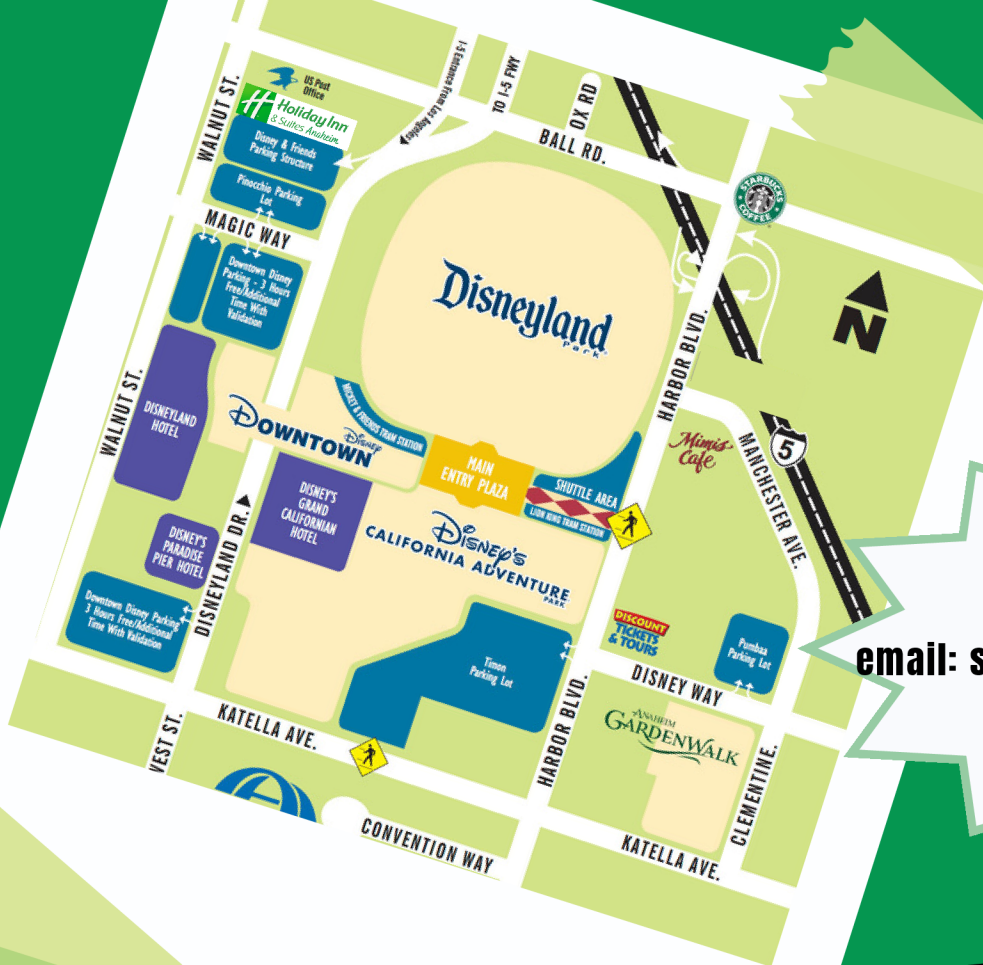 I-5 Entrance From Los Angeles
TO I-5 FWY
OX RD
BALL RD.
US Post
Office
H
Holiday Inn
& Suites Anaheim
WALNUT ST.
Disney & Friends
Parking Structure
Pinocchio Parking
Lot
MAGIC WAY
STARBUCKS
COFFEE
Downtown Disney
Parking - 3 Hours
Free/Additional
Time With
Validation
Disneyland
Park
N
HARBOR BLVD.
WALNUT ST.
DISNEYLAND
HOTEL
DOWNTOWN
Disney
MICKEY & FRIENDS TRAM STATION
MAIN
ENTRY PLAZA
SHUTTLE AREA
LION KING TRAM STATION
Mimis
Cafe
5
MANCHESTER AVE.
DISNEY'S
GRAND
CALIFORNIAN
HOTEL
DISNEY'S
CALIFORNIA ADVENTURE
PARK
DISNEY'S
PARADISE
PIER HOTEL
DISNEYLAND DR.
Downtown Disney Parking
3 Hours Free/Additional
Time With Validation
Timon
Parking Lot
DISCOUNT
TICKETS
& TOURS
Pumbaa
Parking Lot
email: s
DISNEY WAY
ANAHEIM
GARDENWALK
HARBOR BLVD.
KATELLA AVE.
VEST ST.
CLEMENTINE.
CONVENTION WAY
KATELLA AVE.